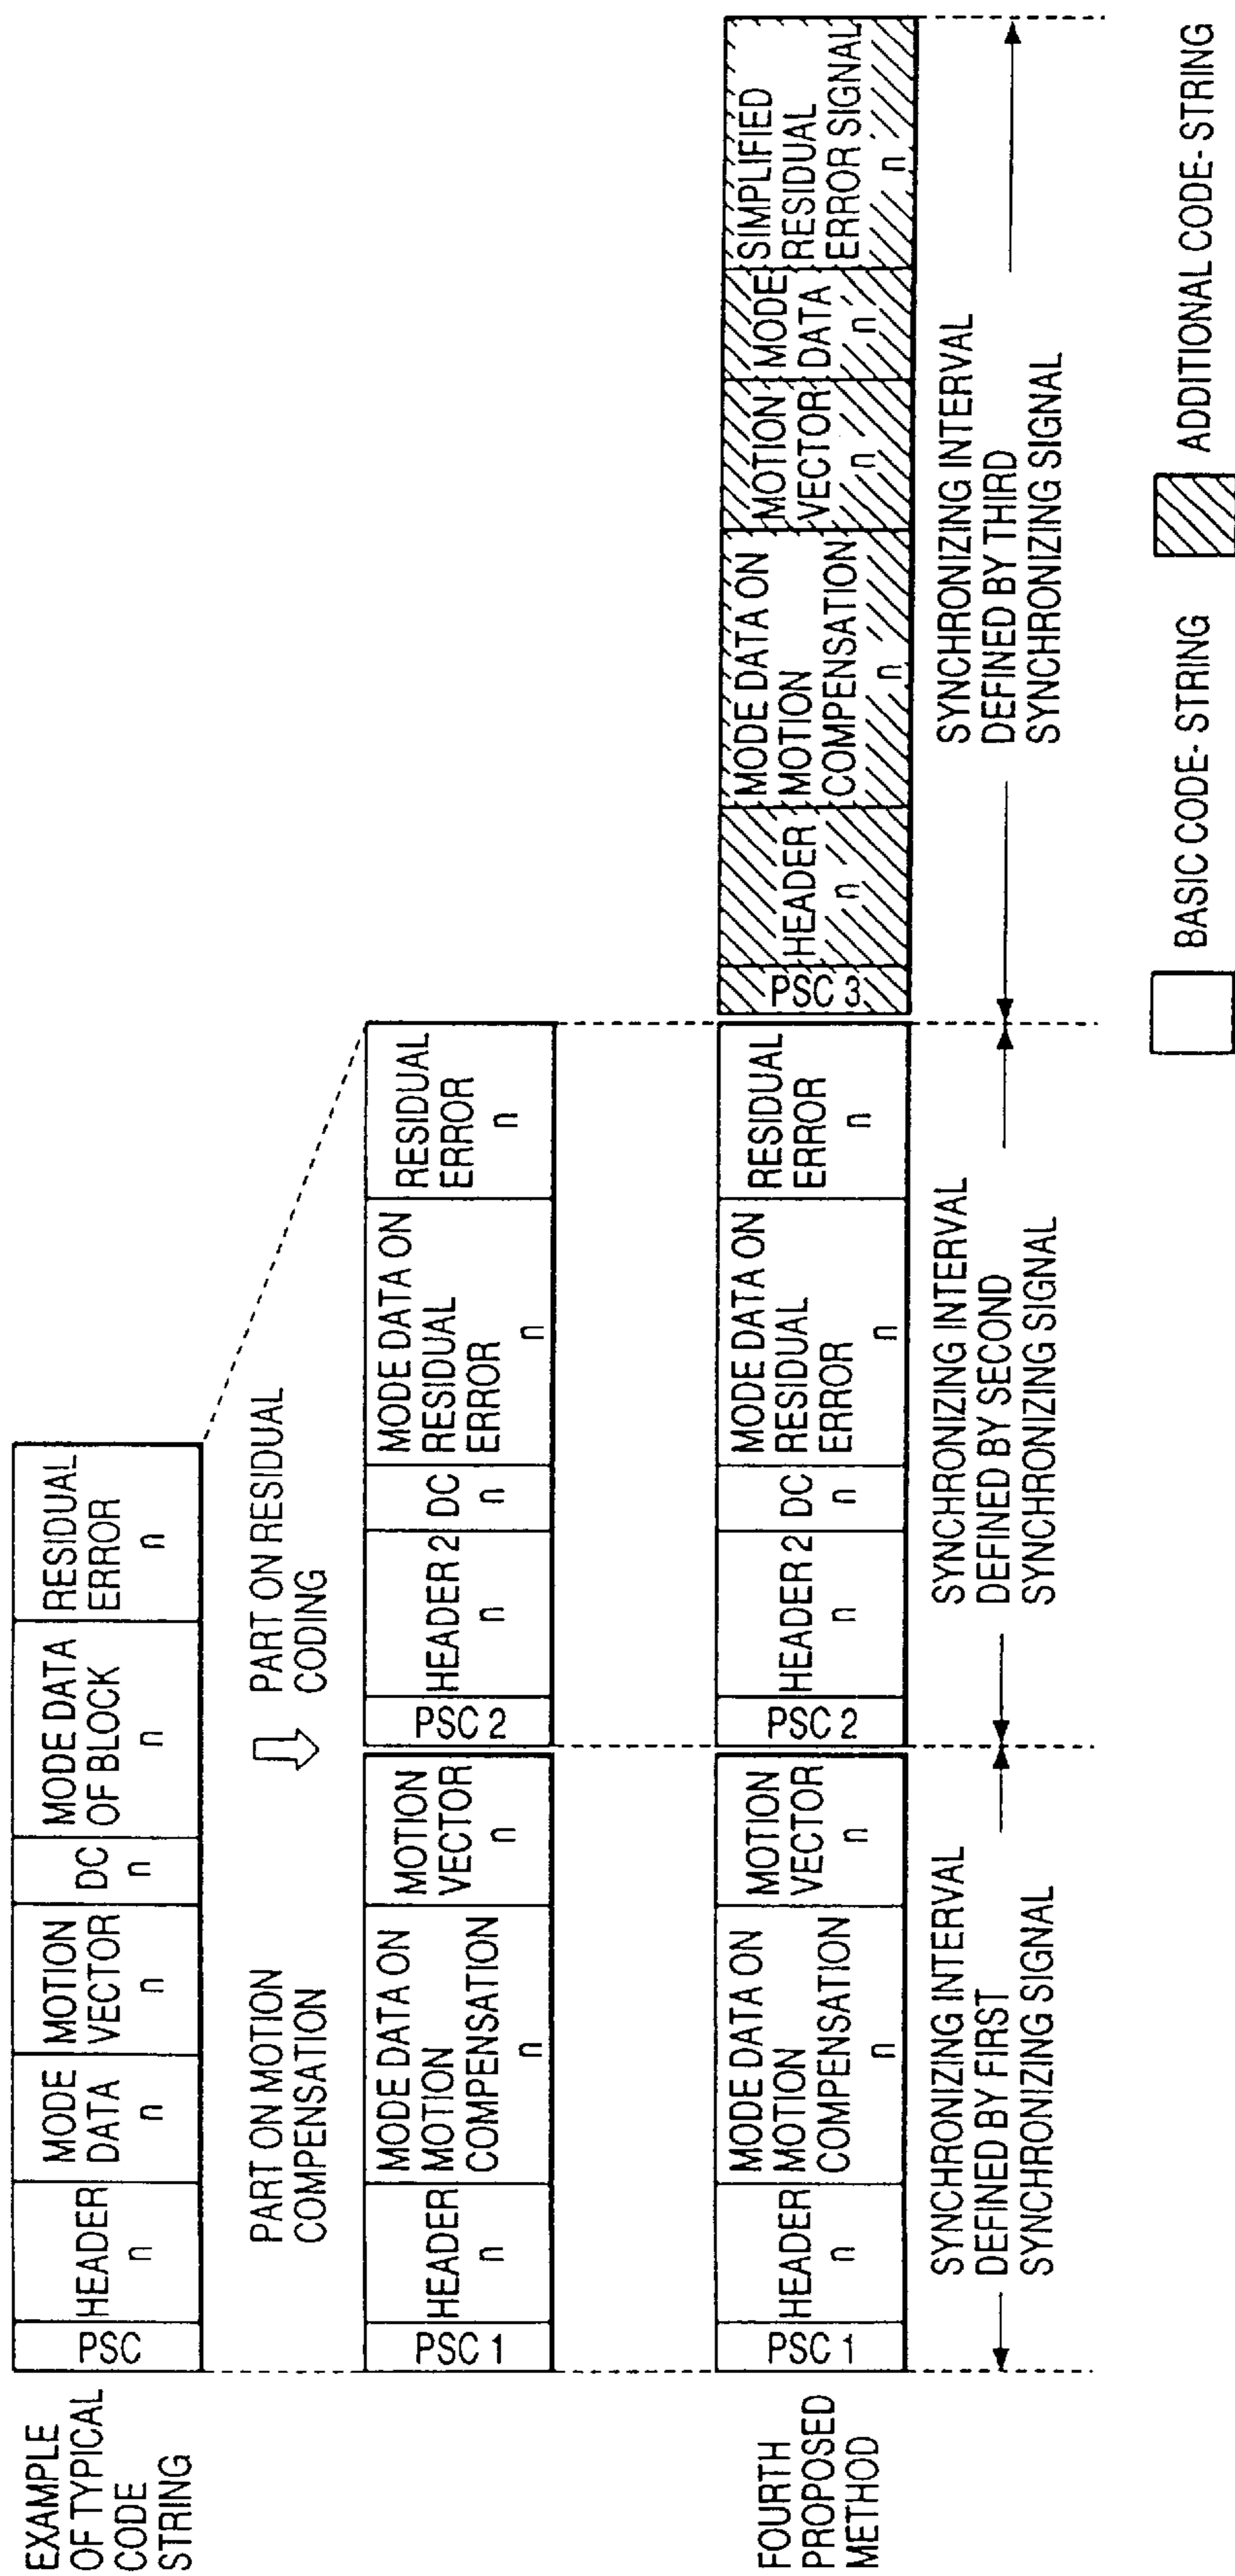 EXAMPLE
OF TYPICAL
CODE
STRING
PSC
HEADER
n
MODE
DATA
n
MOTION
VECTOR
n
DC
n
MODE DATA
OF BLOCK
n
RESIDUAL
ERROR
n
PART ON MOTION
COMPENSATION
PART ON RESIDUAL
CODING
PSC 1
HEADER
n
MODE DATA ON
MOTION
COMPENSATION
n
MOTION
VECTOR
n
PSC 2
HEADER 2
n
DC
n
MODE DATA ON
RESIDUAL
ERROR
n
RESIDUAL
ERROR
n
FOURTH
PROPOSED
METHOD
PSC 1
HEADER
n
MODE DATA ON
MOTION
COMPENSATION
n
MOTION
VECTOR
n
PSC 2
HEADER 2
n
DC
n
MODE DATA ON
RESIDUAL
ERROR
n
RESIDUAL
ERROR
n
PSC 3
HEADER
n
MODE DATA ON
MOTION
COMPENSATION
n
MOTION
VECTOR
n
MODE
DATA
n
SIMPLIFIED
RESIDUAL
ERROR SIGNAL
n
SYNCHRONIZING INTERVAL
DEFINED BY FIRST
SYNCHRONIZING SIGNAL
SYNCHRONIZING INTERVAL
DEFINED BY SECOND
SYNCHRONIZING SIGNAL
SYNCHRONIZING INTERVAL
DEFINED BY THIRD
SYNCHRONIZING SIGNAL
BASIC CODE- STRING
ADDITIONAL CODE- STRING